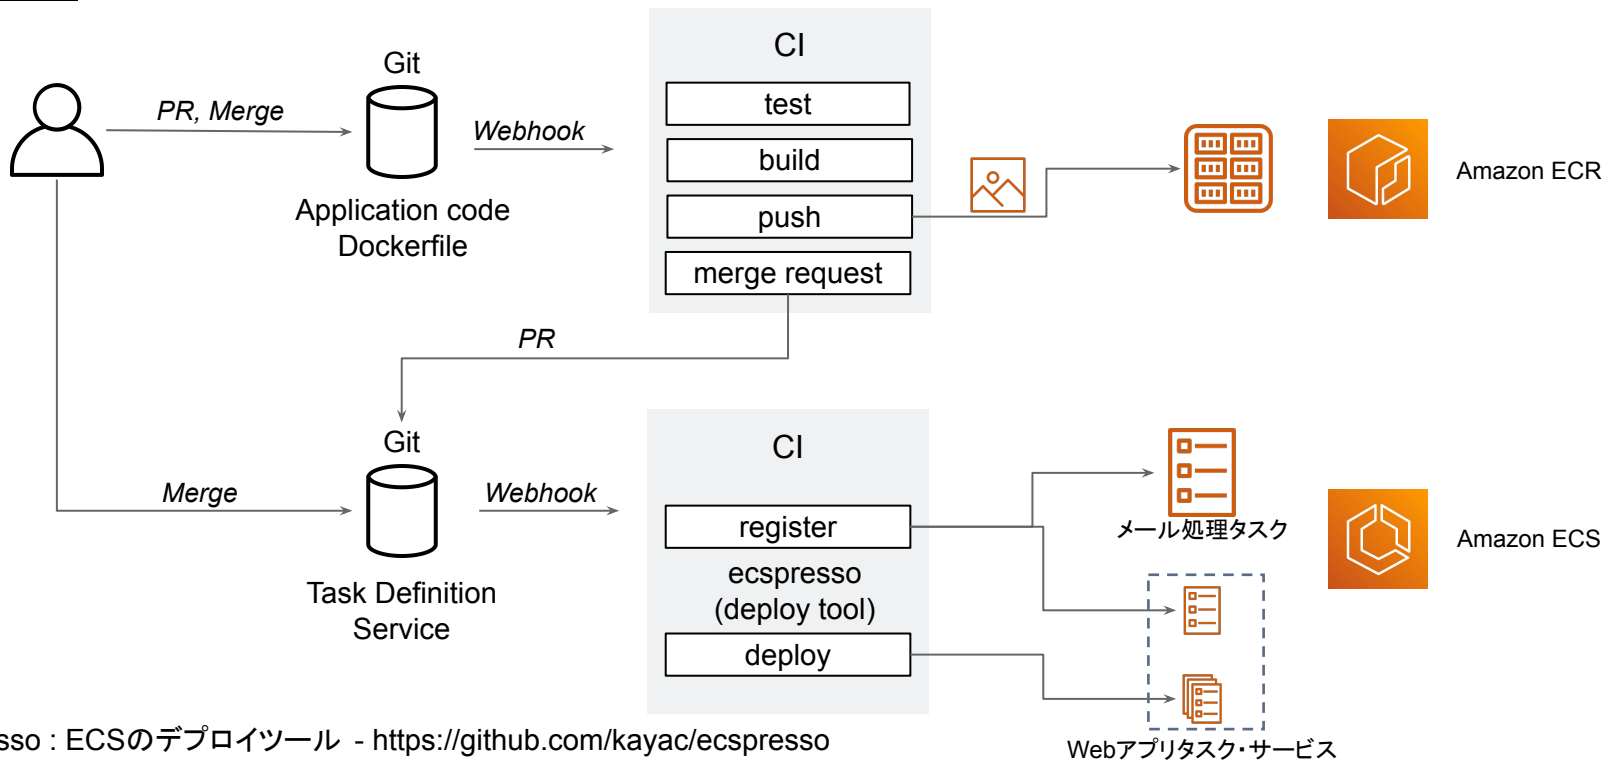 CI
Git
test
PR, Merge
Webhook
build
Amazon ECR
push
Application code
Dockerfile
merge request
PR
Git
CI
Merge
Webhook
register
メール処理タスク
Amazon ECS
ecspresso
(deploy tool)
Task Definition
Service
deploy
sso : ECSのデプロイツール - https://github.com/kayac/ecspresso
Webアプリタスク・サービス